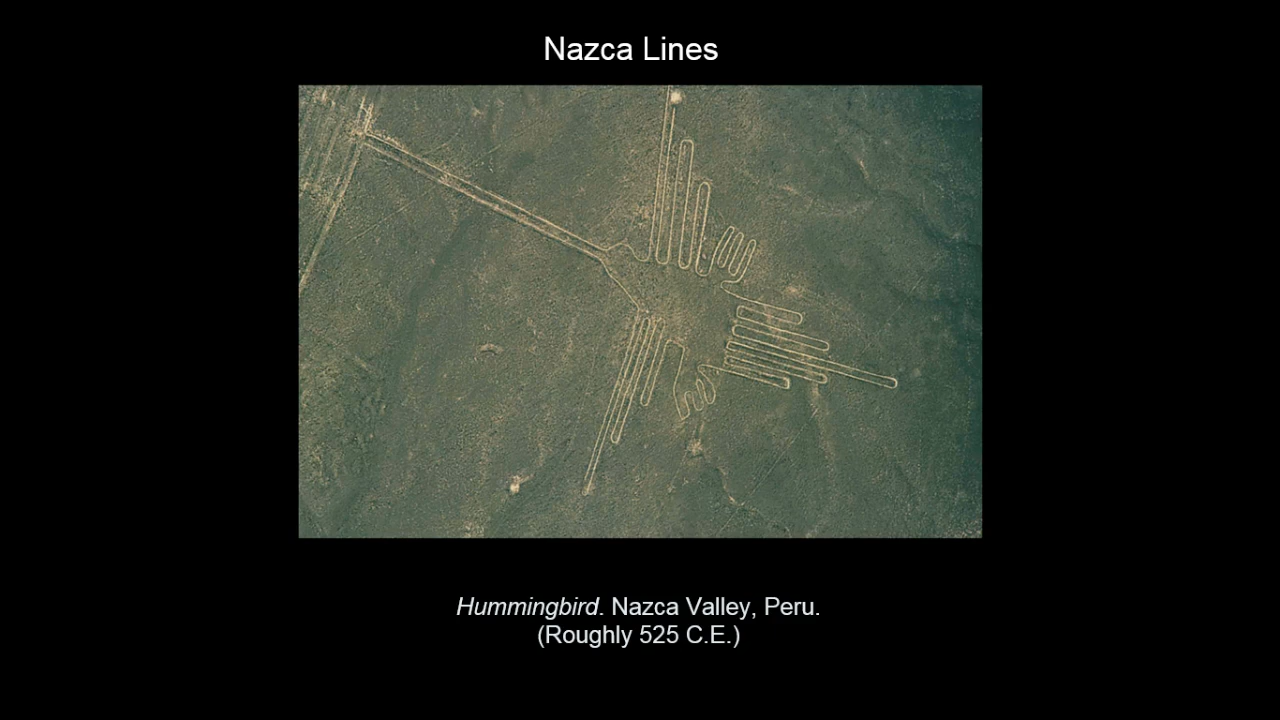 Nazca Lines
Hummingbird. Nazca Valley, Peru.
(Roughly 525 C.E.)